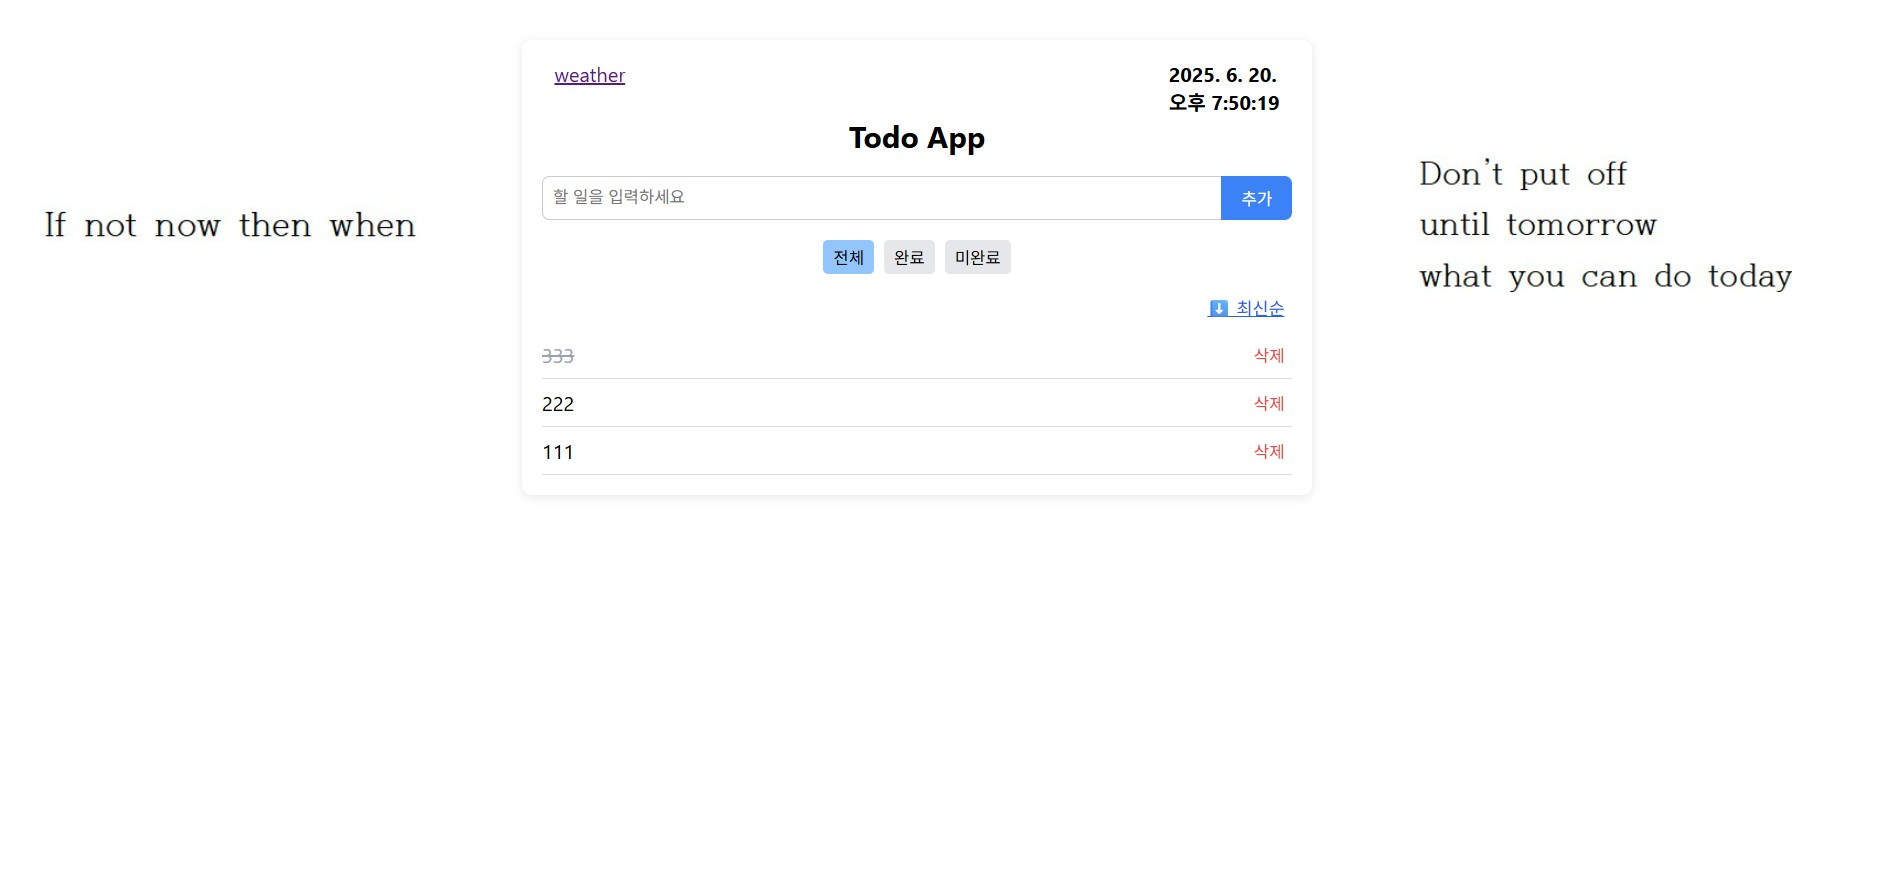 weather
2025. 6. 20.
오후 7:50:19
Todo App
할 일을 입력하세요
추가
전체 완료 미완료
⬇️ 최신순
333 삭제
222 삭제
111 삭제
If not now then when
Don't put off
until tomorrow
what you can do today